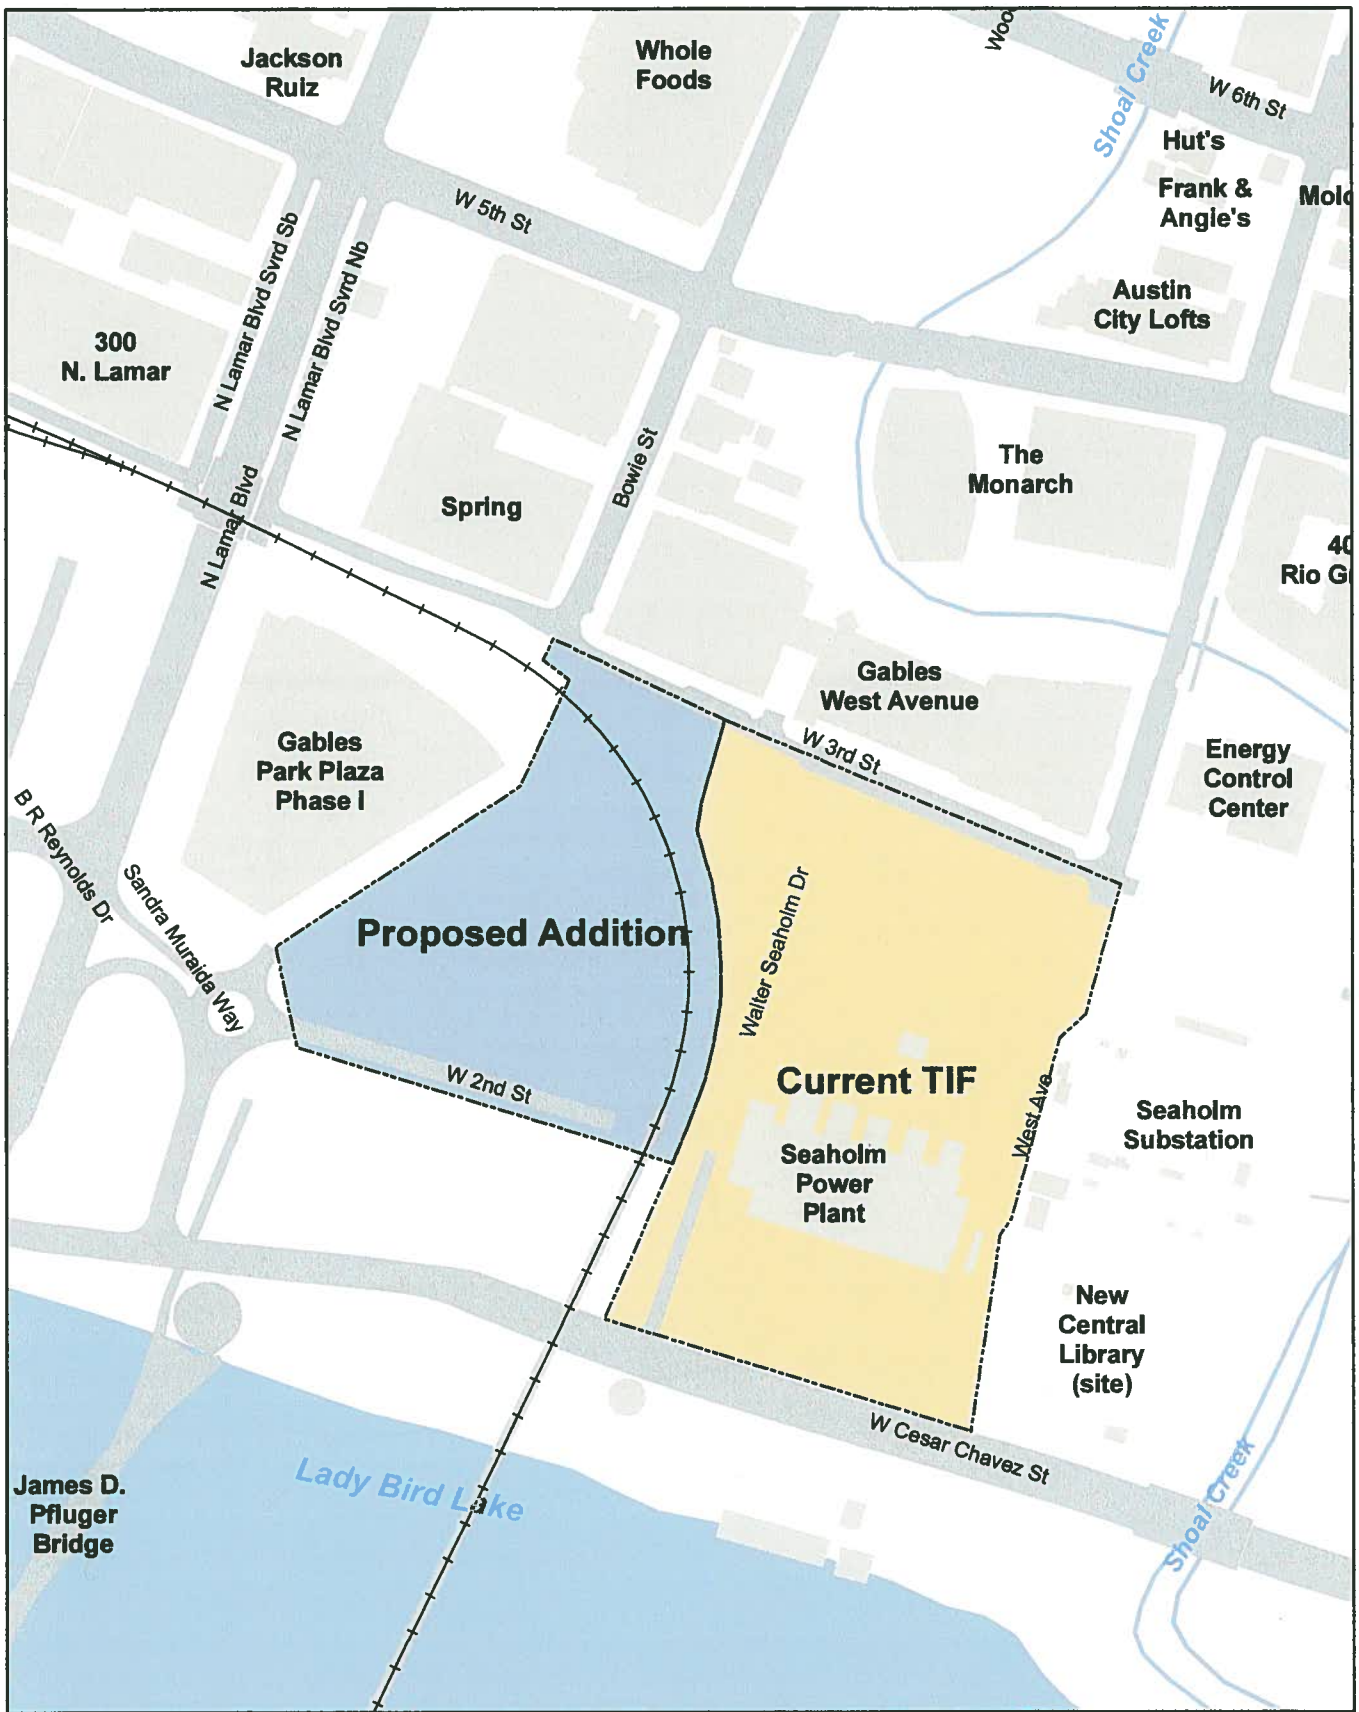 Jackson
Ruiz
Whole
Foods
Woo
Shoal Creek
W 6th St
Hut's
Frank &
Angie's
Mold
W 5th St
N Lamar Blvd Svrd Sb
N Lamar Blvd Svrd Nb
Austin
City Lofts
300
N. Lamar
Bowie St
The
Monarch
Spring
N Lamar Blvd
40
Rio G
Gables
West Avenue
W 3rd St
Gables
Park Plaza
Phase I
Energy
Control
Center
B R Reynolds Dr
Sandra Muraida Way
Proposed Addition
Walter Seaholm Dr
W 2nd St
Current TIF
West Ave
Seaholm
Substation
Seaholm
Power
Plant
New
Central
Library
(site)
W Cesar Chavez St
Lady Bird Lake
James D.
Pfluger
Bridge
Shoal Creek